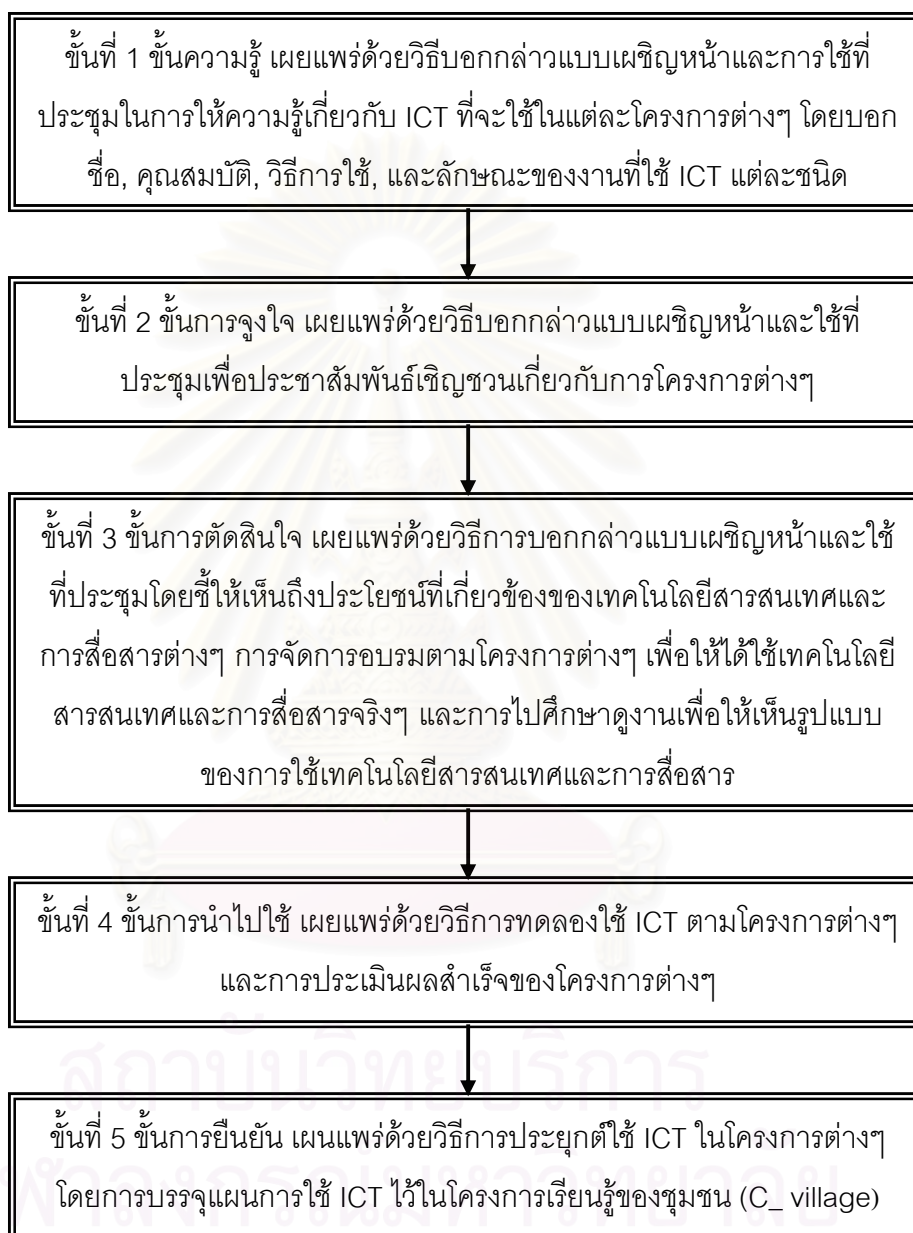 ขั้นที่ 1 ขั้นความรู้ เผยแพร่ด้วยวิธีบอกกล่าวแบบเผชิญหน้าและการใช้ที่
ประชุมในการให้ความรู้เกี่ยวกับ ICT ที่จะใช้ในแต่ละโครงการต่างๆ โดยบอก
ชื่อ, คุณสมบัติ, วิธีการใช้, และลักษณะของงานที่ใช้ ICT แต่ละชนิด
ขั้นที่ 2 ขั้นการจูงใจ เผยแพร่ด้วยวิธีบอกกล่าวแบบเผชิญหน้าและใช้ที่
ประชุมเพื่อประชาสัมพันธ์เชิญชวนเกี่ยวกับการโครงการต่างๆ
ขั้นที่ 3 ขั้นการตัดสินใจ เผยแพร่ด้วยวิธีการบอกกล่าวแบบเผชิญหน้าและใช้
ที่ประชุมโดยชี้ให้เห็นถึงประโยชน์ที่เกี่ยวข้องของเทคโนโลยีสารสนเทศและ
การสื่อสารต่างๆ การจัดการอบรมตามโครงการต่างๆ เพื่อให้ได้ใช้เทคโนโลยี
สารสนเทศและการสื่อสารจริงๆ และการไปศึกษาดูงานเพื่อให้เห็นรูปแบบ
ของการใช้เทคโนโลยีสารสนเทศและการสื่อสาร
ขั้นที่ 4 ขั้นการนำไปใช้ เผยแพร่ด้วยวิธีการทดลองใช้ ICT ตามโครงการต่างๆ
และการประเมินผลสำเร็จของโครงการต่างๆ
สถาบันวิทยบริการ
ขั้นที่ 5 ขั้นการยืนยัน เผนแพร่ด้วยวิธีการประยุกต์ใช้ ICT ในโครงการต่างๆ
โดยการบรรจุแผนการใช้ ICT ไว้ในโครงการเรียนรู้ของชุมชน (C_ village)
จุฬาลงกรณ์มหาวิทยาลัย